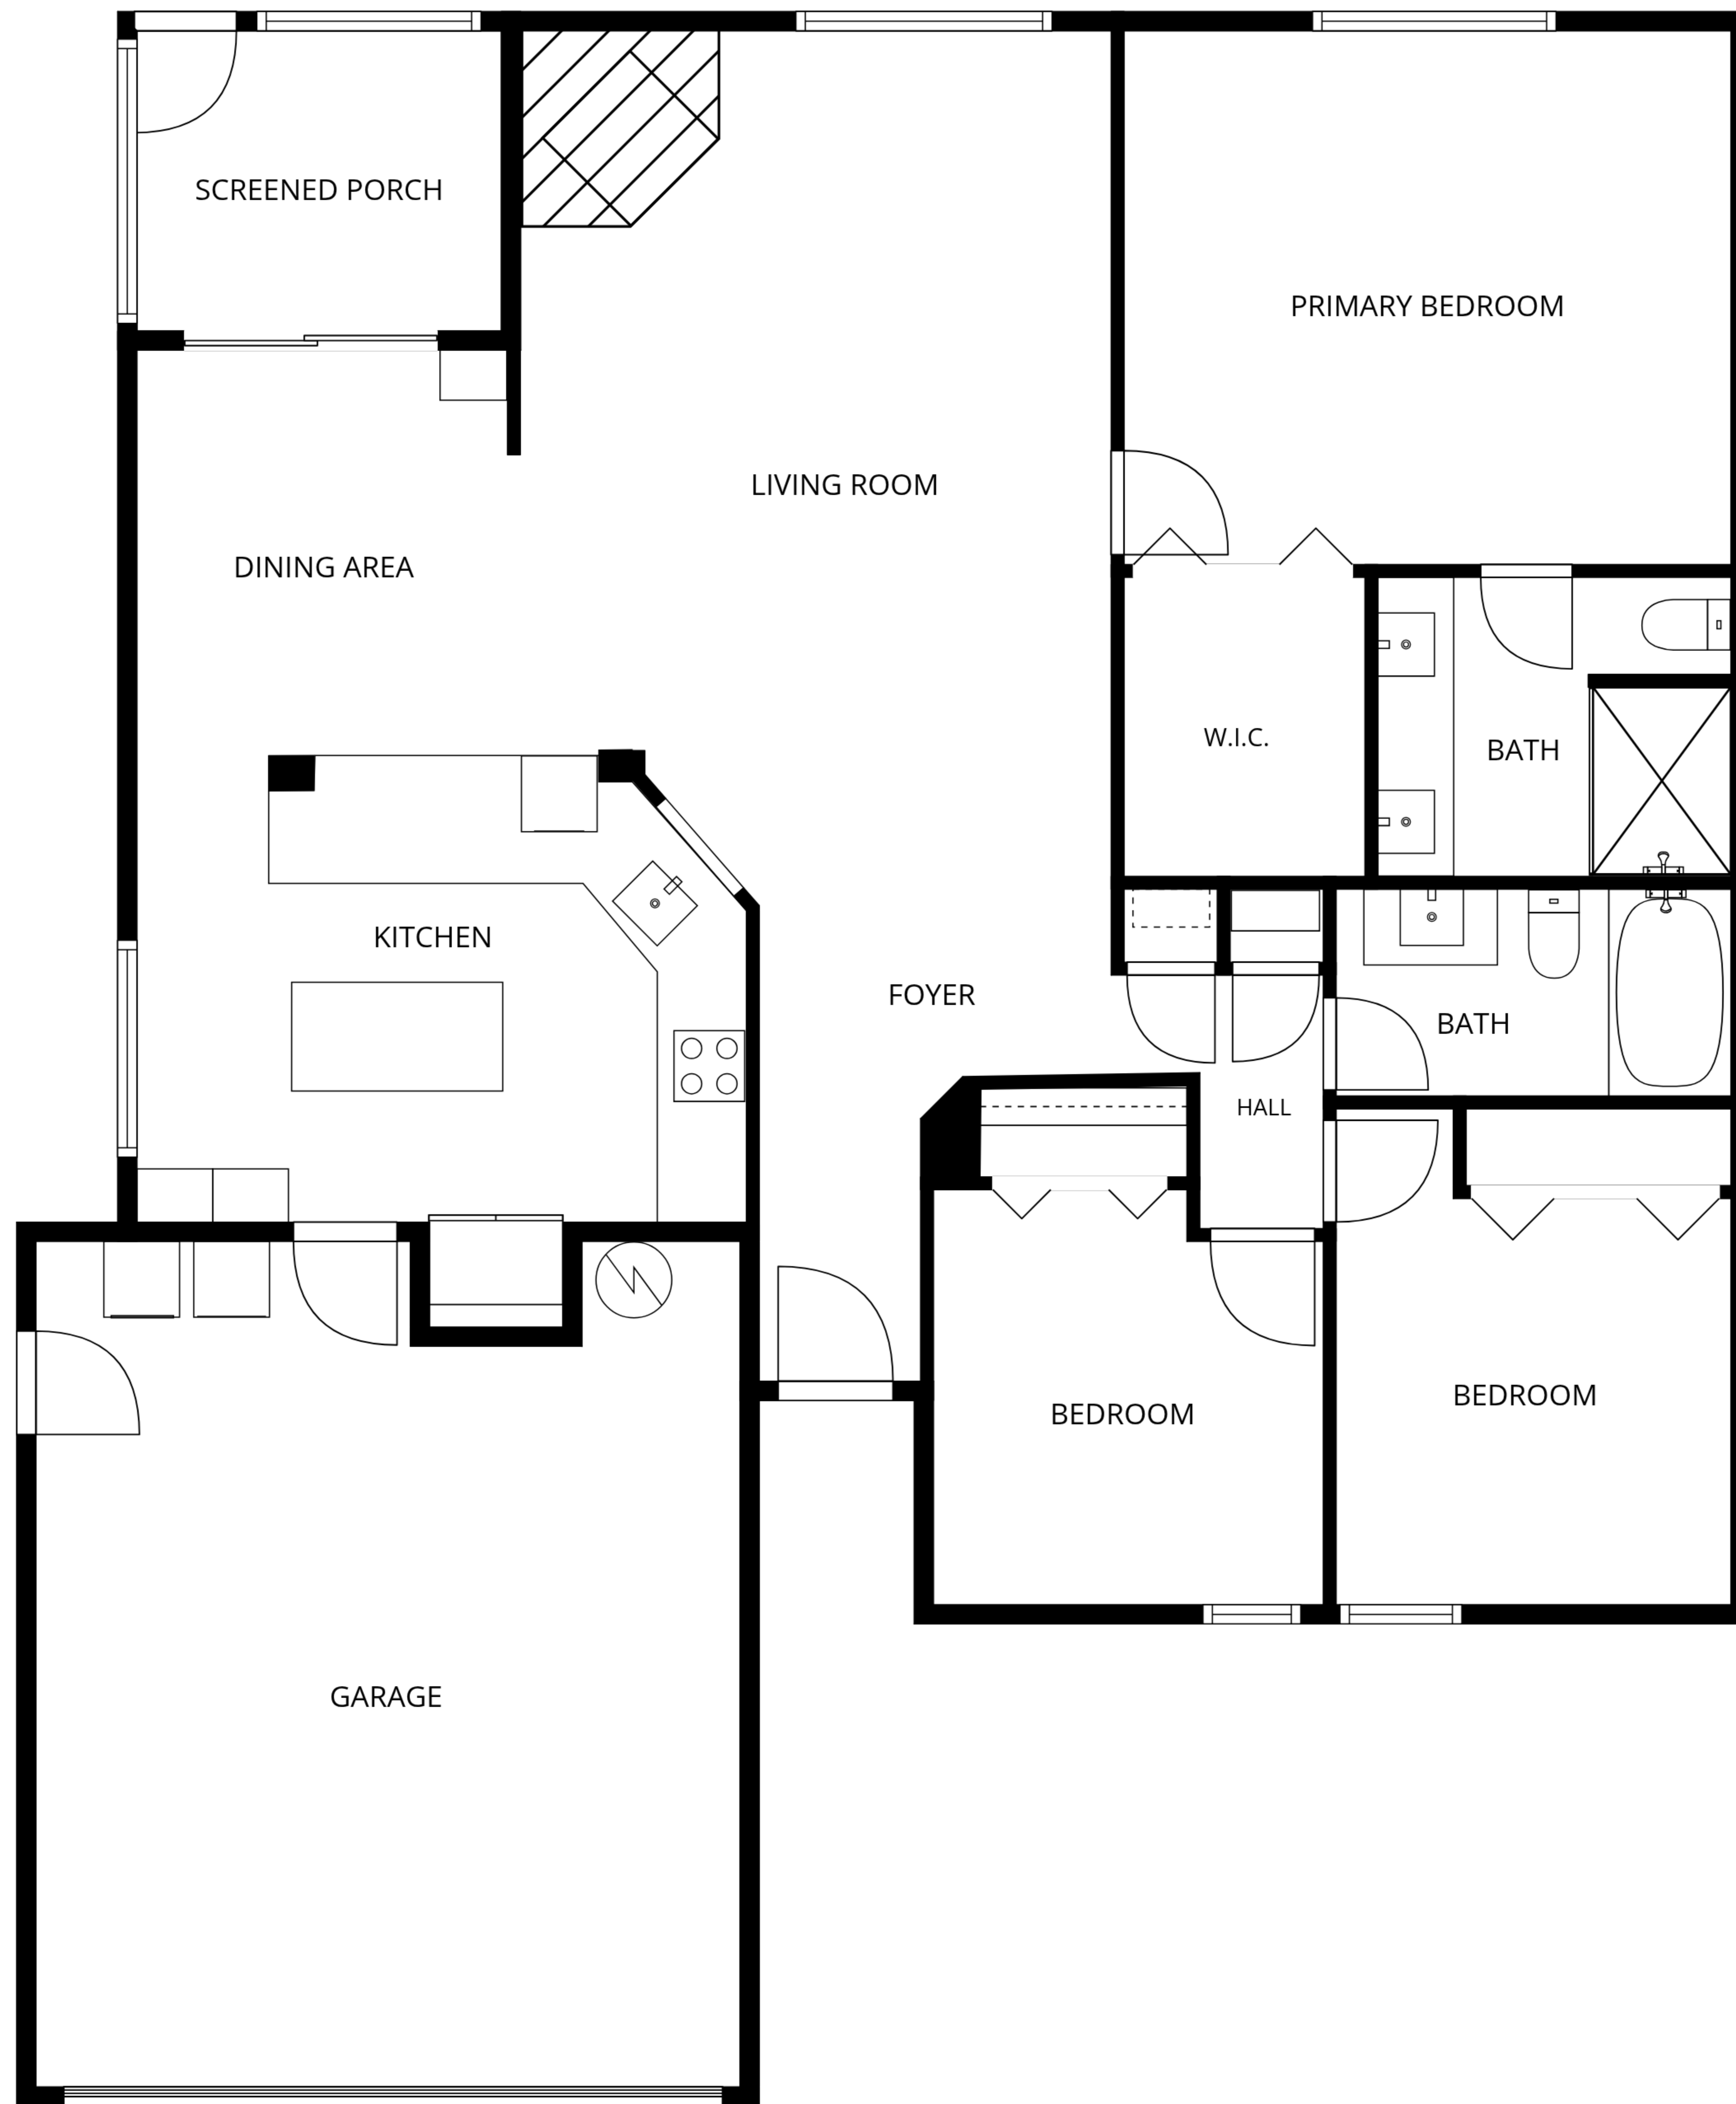 SCREENED PORCH
PRIMARY BEDROOM
LIVING ROOM
DINING AREA
W.I.C.
BATH
KITCHEN
FOYER
BATH
HALL
BEDROOM
BEDROOM
GARAGE